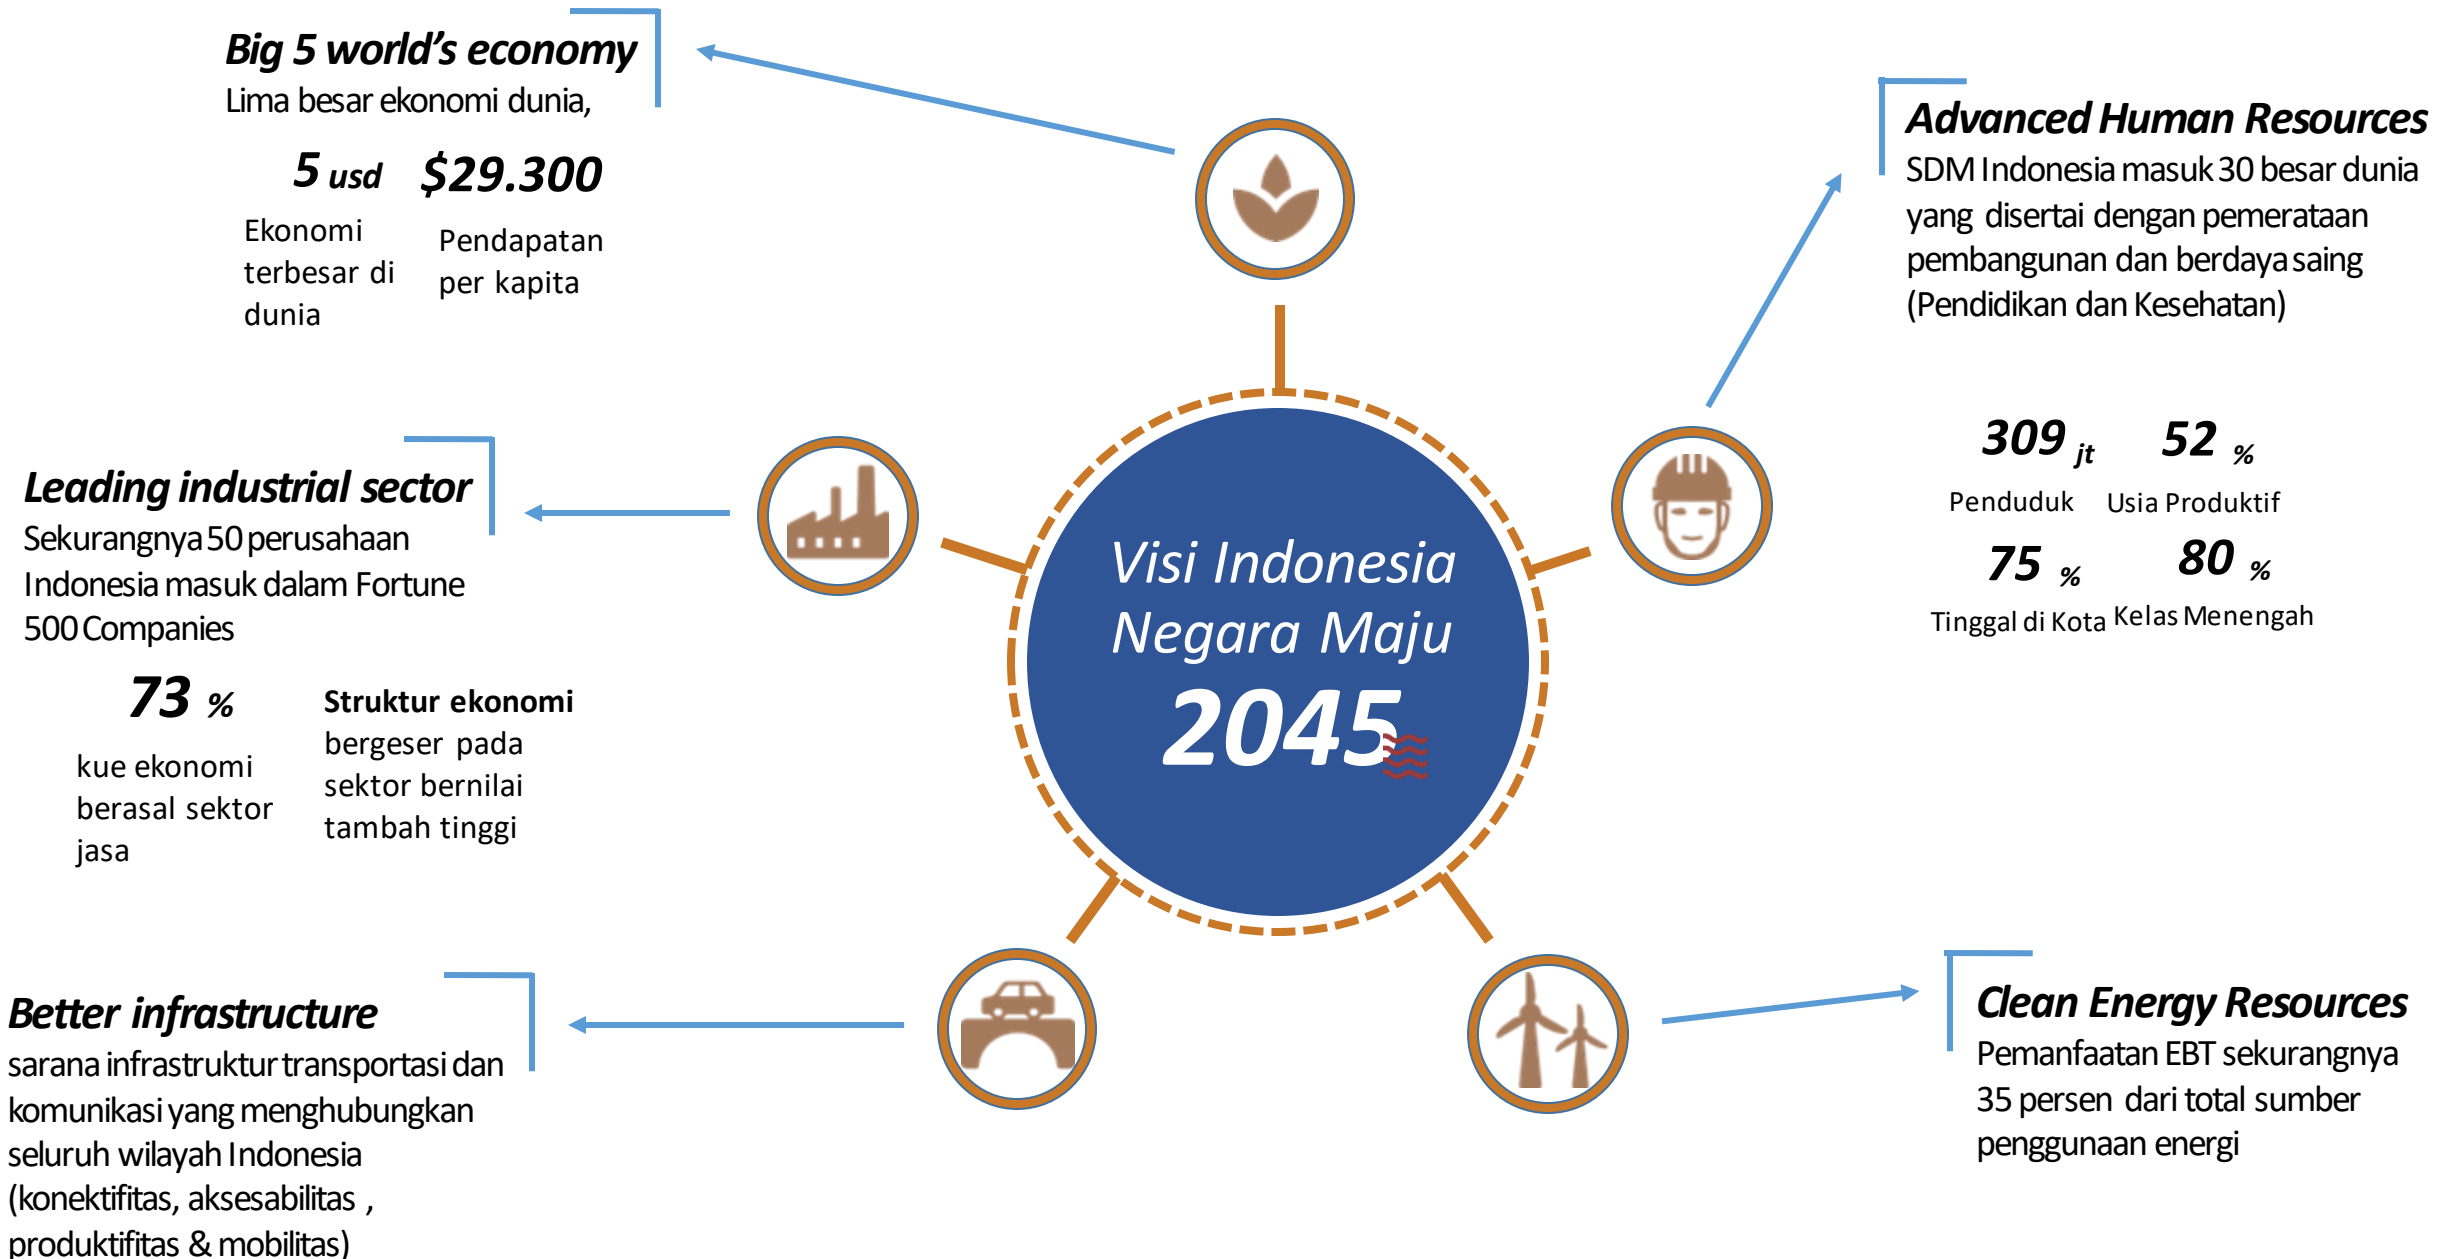 Big 5 world's economy
Lima besar ekonomi dunia,
5 usd $29.300
Ekonomi
terbesar di
dunia
Pendapatan
per kapita
Leading industrial sector
Sekurangnya 50 perusahaan
Indonesia masuk dalam Fortune
500 Companies
73 %
kue ekonomi
berasal sektor
jasa
Struktur ekonomi
bergeser pada
sektor bernilai
tambah tinggi
Better infrastructure
sarana infrastruktur transportasi dan
komunikasi yang menghubungkan
seluruh wilayah Indonesia
(konektifitas, aksesabilitas ,
produktifitas & mobilitas)
Visi Indonesia
Negara Maju
2045
Advanced Human Resources
SDM Indonesia masuk 30 besar dunia
yang disertai dengan pemerataan
pembangunan dan berdaya saing
(Pendidikan dan Kesehatan)
309 jt 52 %
Penduduk Usia Produktif
75 % 80 %
Tinggal di Kota Kelas Menengah
Clean Energy Resources
Pemanfaatan EBT sekurangnya
35 persen dari total sumber
penggunaan energi